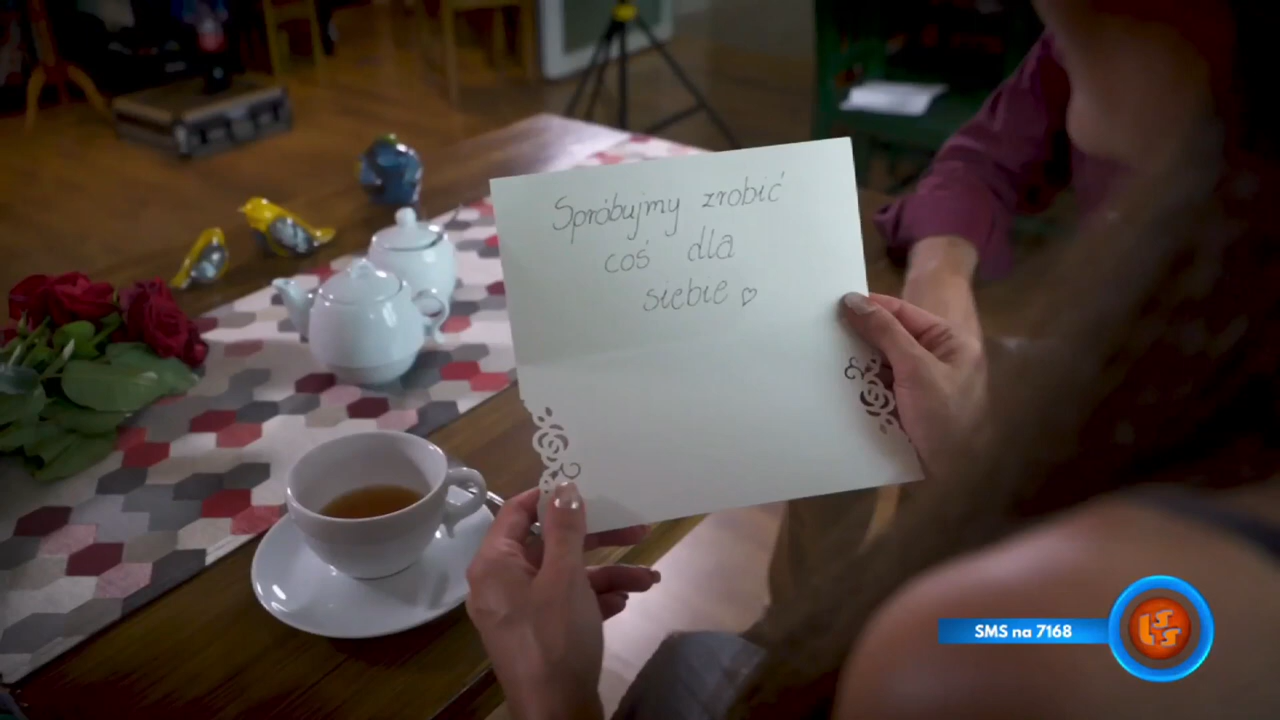 Spróbujmy zrobić
coś dla
siebie ♡
SMS na 7168